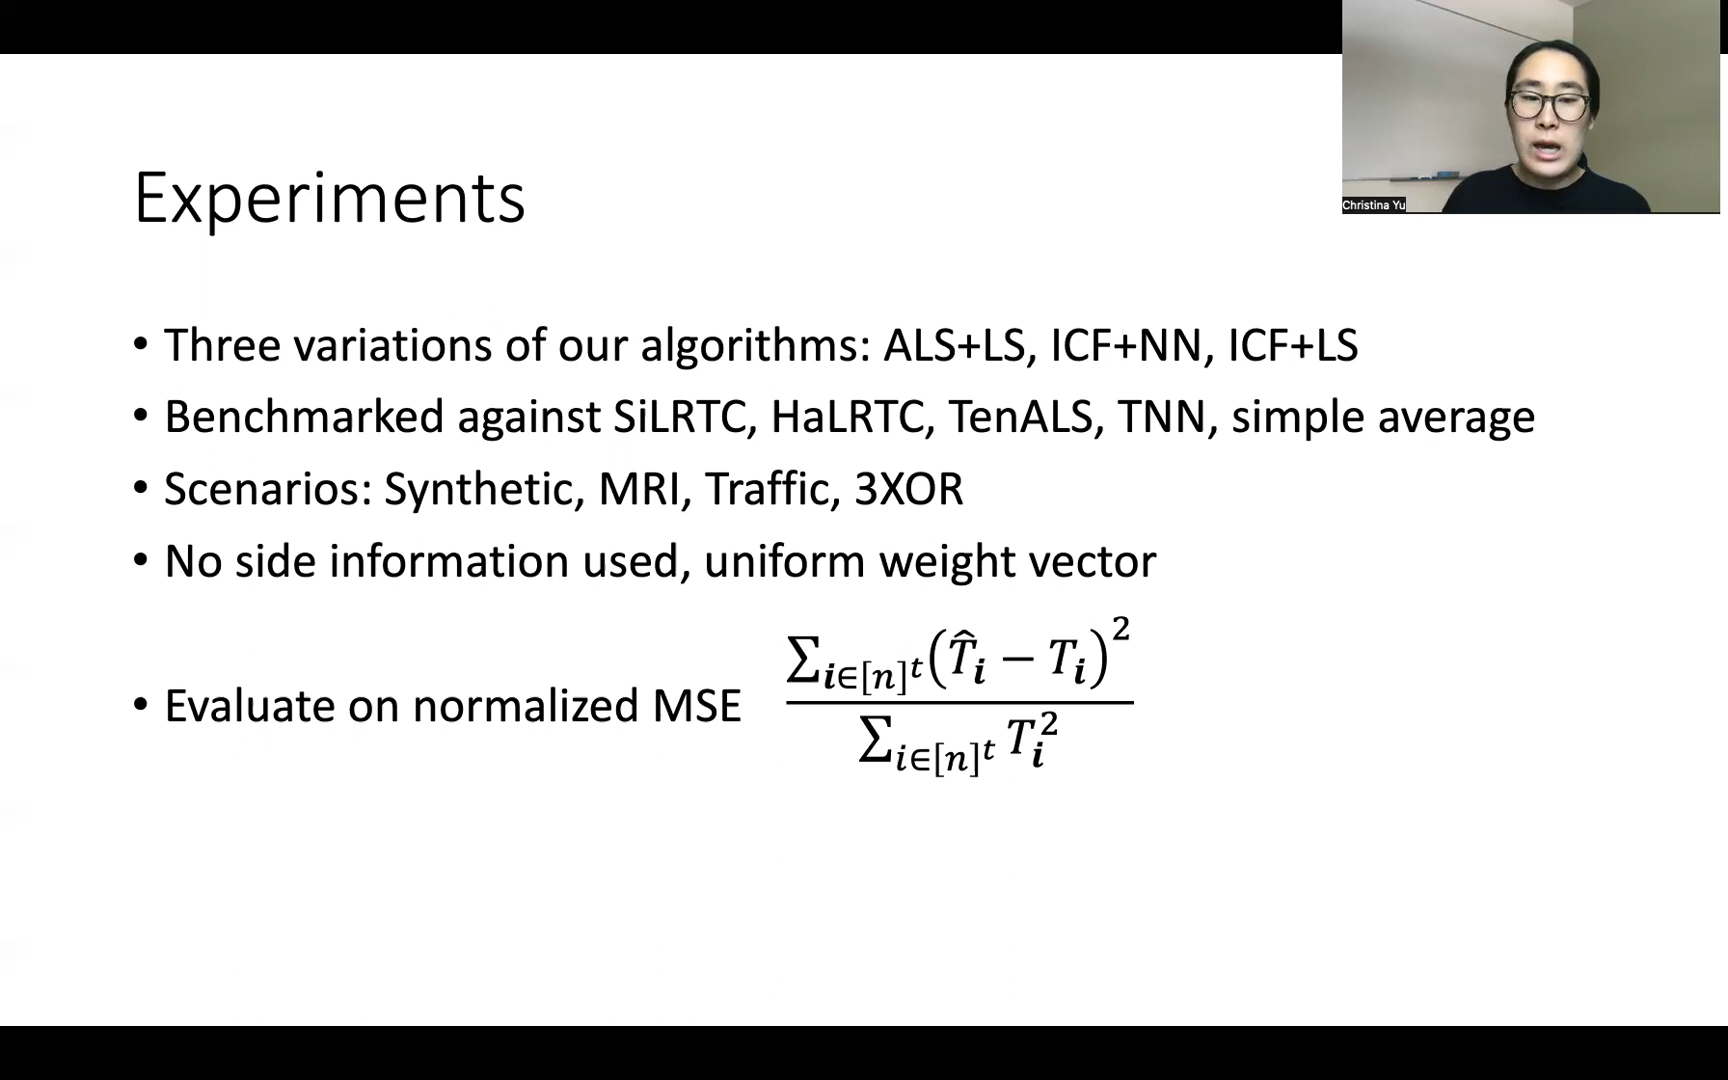 Christina Yu
Experiments
• Three variations of our algorithms: ALS+LS, ICF+NN, ICF+LS
• Benchmarked against SiLRTC, HaLRTC, TenALS, TNN, simple average
• Scenarios: Synthetic, MRI, Traffic, 3XOR
• No side information used, uniform weight vector
• Evaluate on normalized MSE
∑_{i∈[n]^t}(T̂_i − T_i)^2
∑_{i∈[n]^t} T_i^2